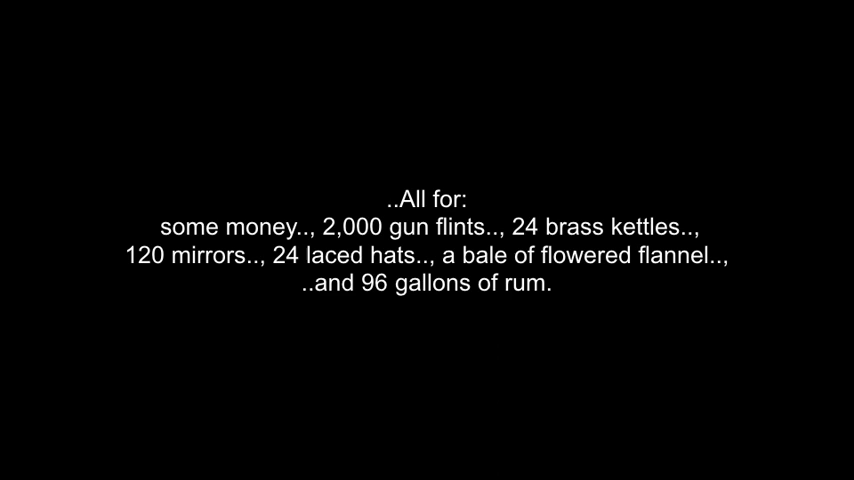 ..All for:
some money.., 2,000 gun flints.., 24 brass kettles..,
120 mirrors.., 24 laced hats.., a bale of flowered flannel..,
..and 96 gallons of rum.